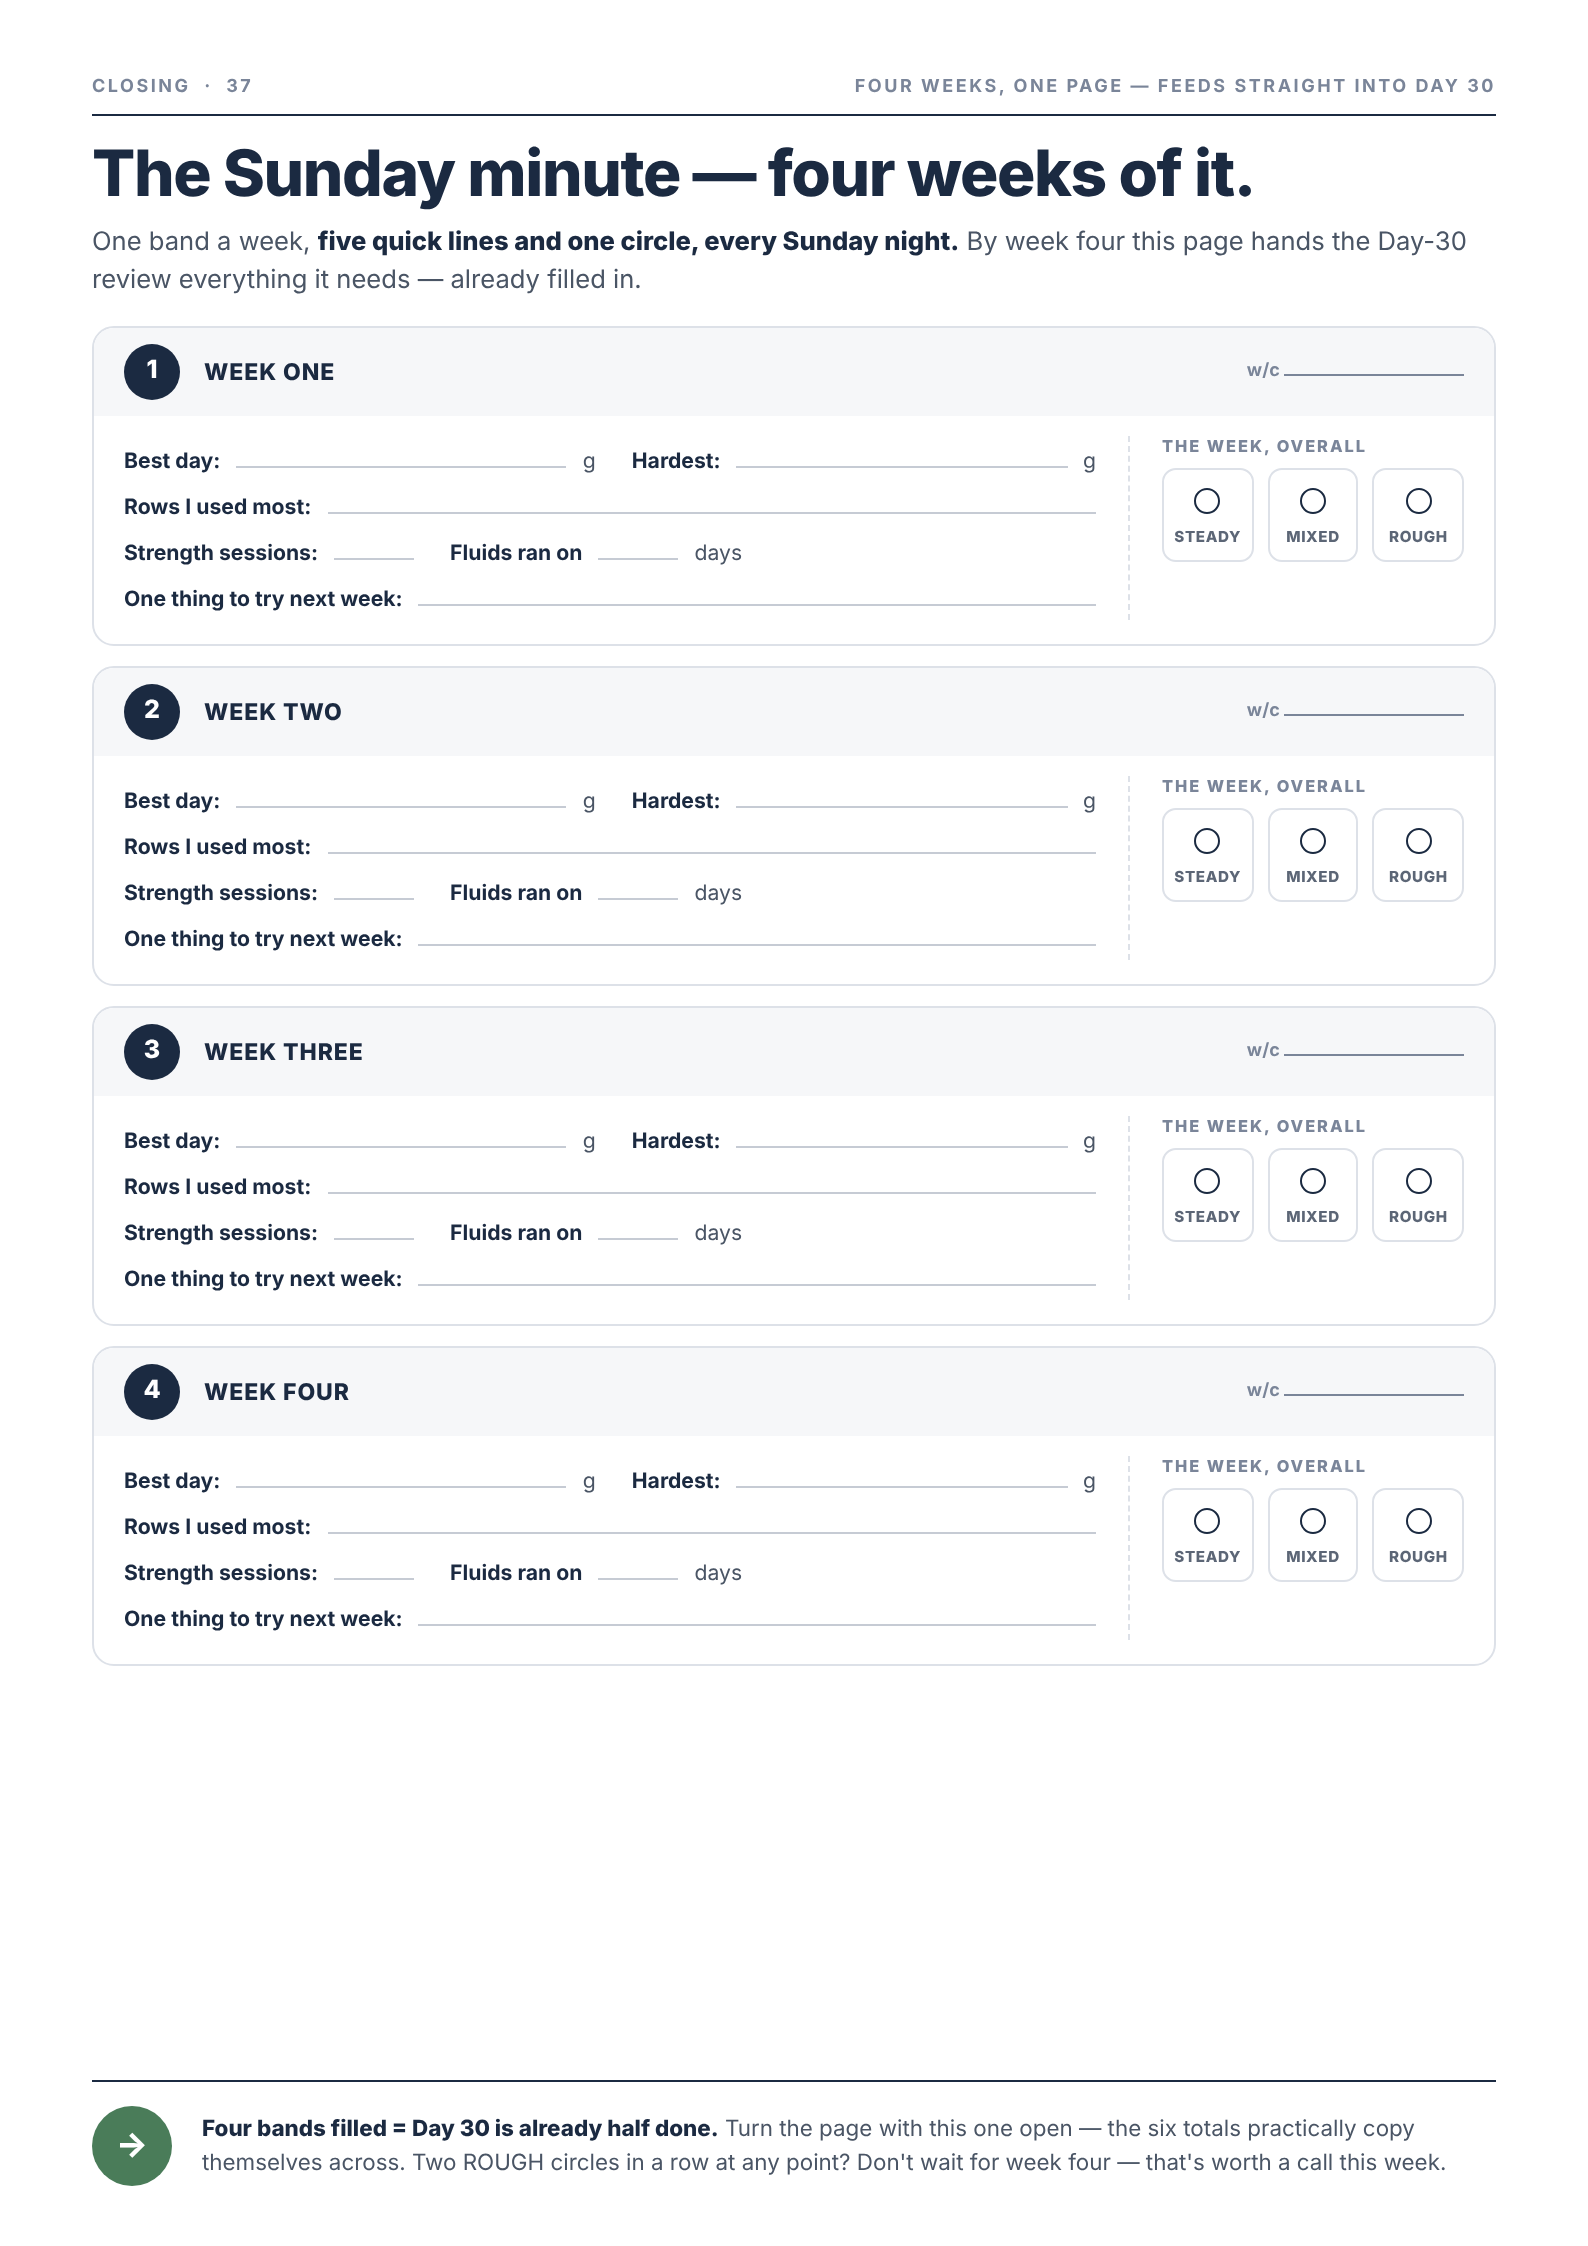 CLOSING · 37
FOUR WEEKS, ONE PAGE — FEEDS STRAIGHT INTO DAY 30
The Sunday minute — four weeks of it.
One band a week, five quick lines and one circle, every Sunday night. By week four this page hands the Day-30
review everything it needs — already filled in.
1 WEEK ONE w/c
Best day: g Hardest: g
Rows I used most:
Strength sessions: Fluids ran on days
One thing to try next week:
THE WEEK, OVERALL
STEADY MIXED ROUGH
2 WEEK TWO w/c
Best day: g Hardest: g
Rows I used most:
Strength sessions: Fluids ran on days
One thing to try next week:
THE WEEK, OVERALL
STEADY MIXED ROUGH
3 WEEK THREE w/c
Best day: g Hardest: g
Rows I used most:
Strength sessions: Fluids ran on days
One thing to try next week:
THE WEEK, OVERALL
STEADY MIXED ROUGH
4 WEEK FOUR w/c
Best day: g Hardest: g
Rows I used most:
Strength sessions: Fluids ran on days
One thing to try next week:
THE WEEK, OVERALL
STEADY MIXED ROUGH
Four bands filled = Day 30 is already half done. Turn the page with this one open — the six totals practically copy
themselves across. Two ROUGH circles in a row at any point? Don't wait for week four — that's worth a call this week.